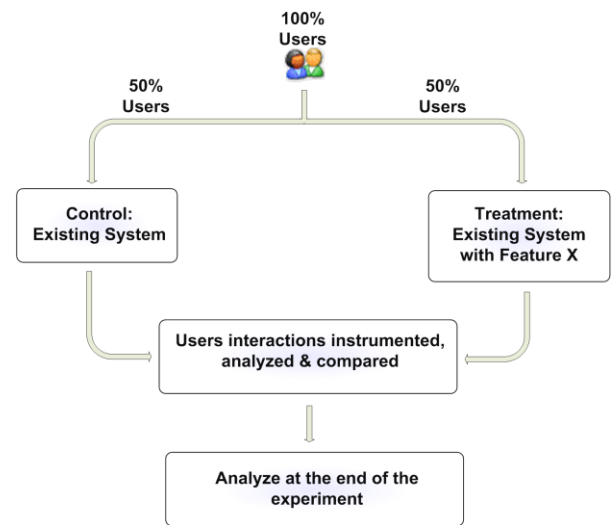 100%
Users
50%
Users
50%
Users
Control:
Existing System
Treatment:
Existing System
with Feature X
Users interactions instrumented,
analyzed & compared
Analyze at the end of the
experiment